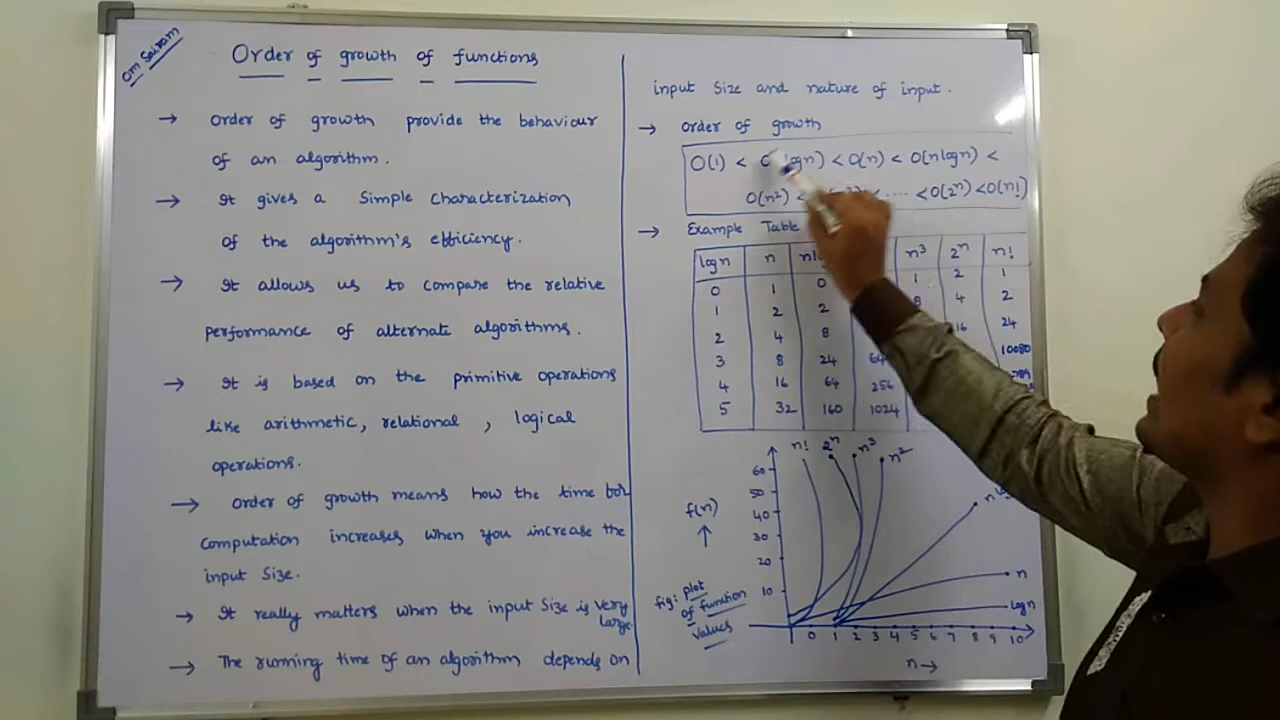 Om Sairam
Order of growth of functions
→ Order of growth provide the behaviour
of an algorithm.
→ It gives a Simple characterization
of the algorithm's efficiency.
→ It allows us to compare the relative
performance of alternate algorithms.
→ It is based on the primitive operations
like arithmetic, relational, logical
operations.
→ Order of growth means how the time for
computation increases when you increase the
input Size.
→ It really matters when the input Size is very
large
→ The running time of an algorithm depends on
input Size and nature of input.
→ Order of growth
O(1) < O(logn) < O(n) < O(nlogn) <
O(n²) < .... < O(2ⁿ) < O(n!)
→ Example Table
logn n n³ 2ⁿ n!
0 1 0 1 2 1
1 2 2 8 4 2
2 4 8 16 24
3 8 24 64 10080
4 16 64 256
5 32 160 1024
n! 2ⁿ n³ n²
60
50
40
30
20
10
f(n)
↑
n
logn
fig: plot
of function
values
0 1 2 3 4 5 6 7 8 9 10
n →